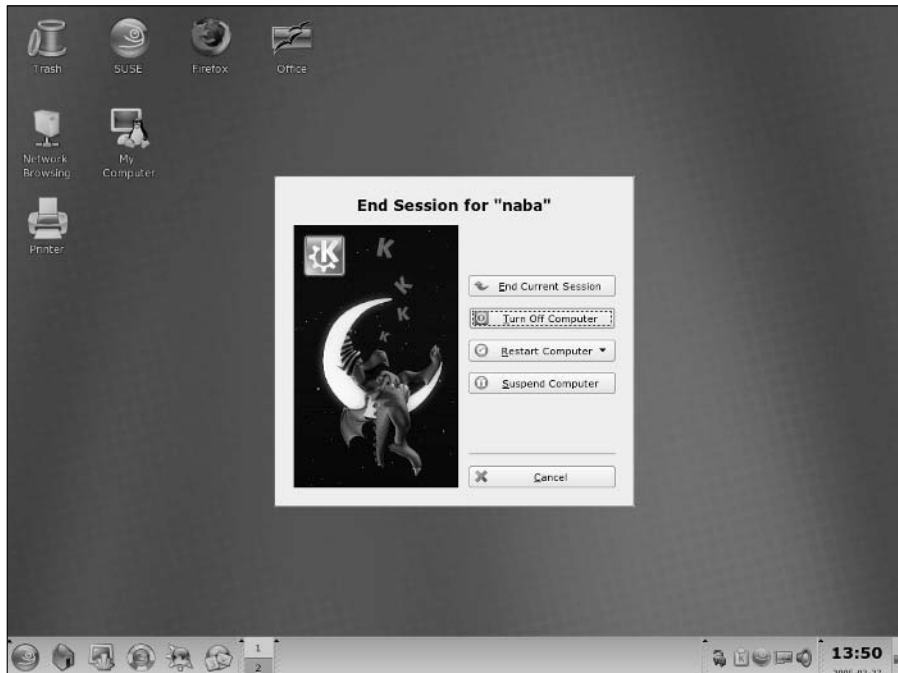 Trash
SUSE
Firefox
Office
Network
Browsing
My
Computer
Printer
End Session for "naba"
K
K
K
K
K
End Current Session
Turn Off Computer
Restart Computer
Suspend Computer
Cancel
1
2
13:50